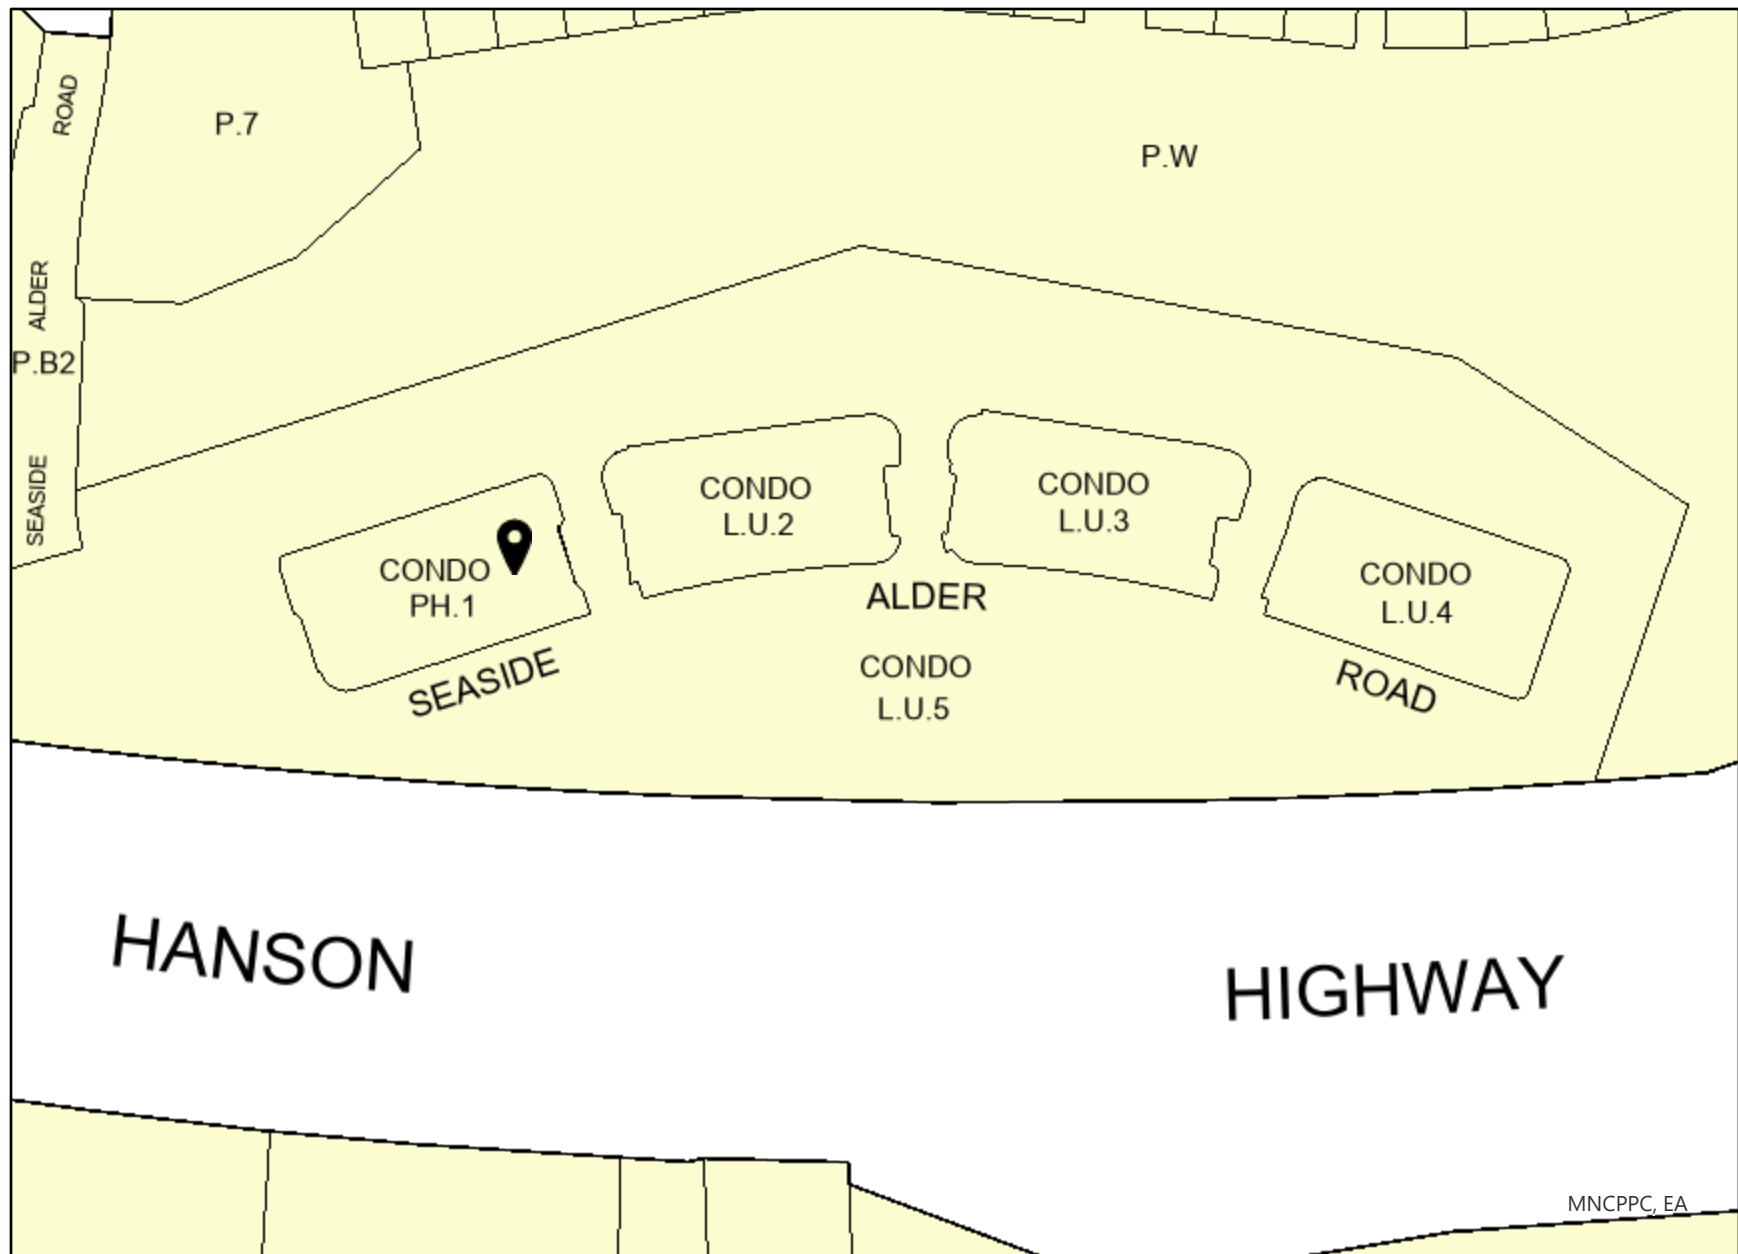 ROAD
P.7
P.W
ALDER
P.B2
SEASIDE
CONDO
PH.1
CONDO
L.U.2
CONDO
L.U.3
CONDO
L.U.4
SEASIDE
ALDER
ROAD
CONDO
L.U.5
HANSON
HIGHWAY
MNCPPC, EA